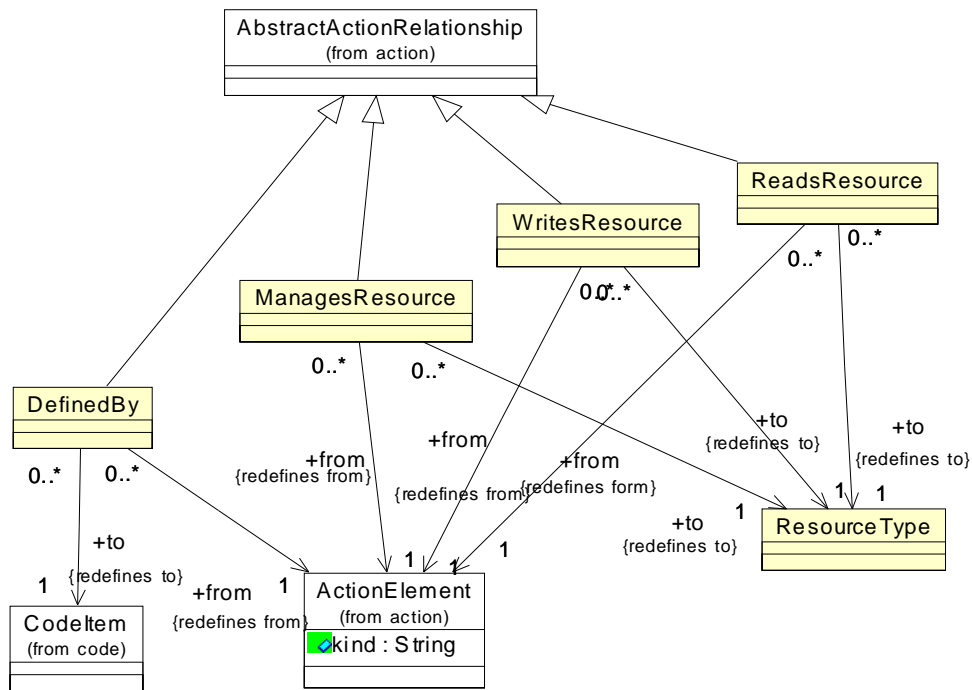 AbstractActionRelationship
(from action)
ReadsResource
WritesResource
0..*
0..*
ManagesResource
0..*
0..*
0..*
0..*
DefinedBy
0..*
0..*
+to
{redefines to}
+to
{redefines to}
+from
{redefines from}
+from
{redefines from}
+from
{redefines form}
1
1
1
+to
{redefines to}
ResourceType
+to
{redefines to}
1
1
1
1
+from
{redefines from}
1
1
ActionElement
(from action)
kind : String
CodeItem
(from code)